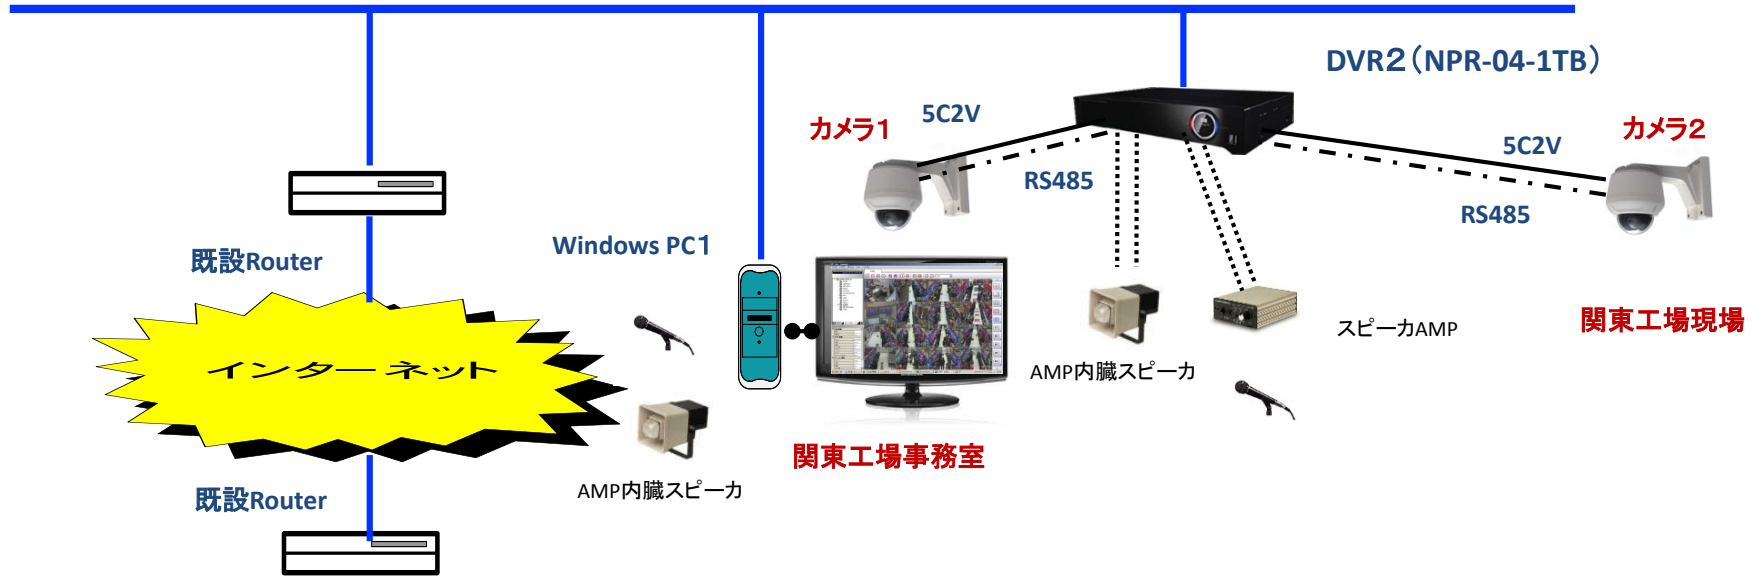 DVR2（NPR-04-1TB）
カメラ1
5C2V
カメラ2
5C2V
RS485
RS485
既設Router
Windows PC1
インターネット
スピーカAMP
関東工場現場
AMP内臓スピーカ
関東工場事務室
AMP内臓スピーカ
既設Router